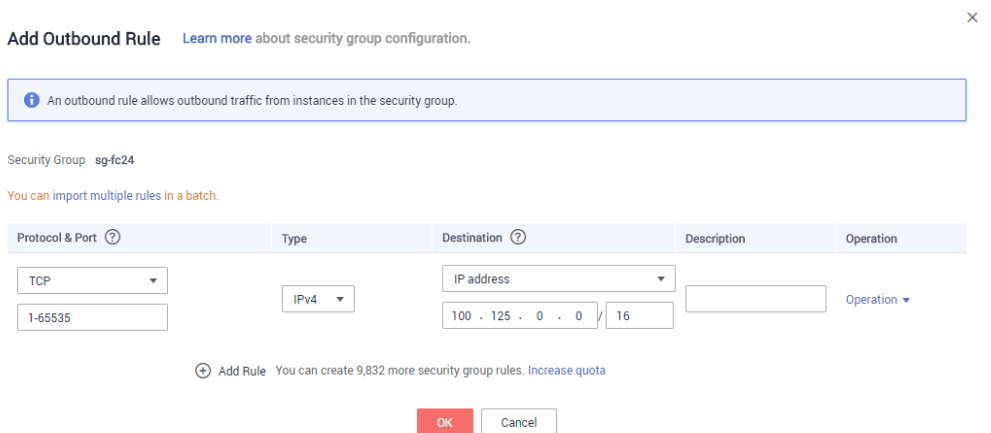 ×
Add Outbound Rule Learn more about security group configuration.
i An outbound rule allows outbound traffic from instances in the security group.
Security Group sg-fc24
You can import multiple rules in a batch.
Protocol & Port ? Type Destination ? Description Operation
TCP IPv4 IP address Operation
1-65535 100 . 125 . 0 . 0 / 16
+ Add Rule You can create 9,832 more security group rules. Increase quota
OK Cancel